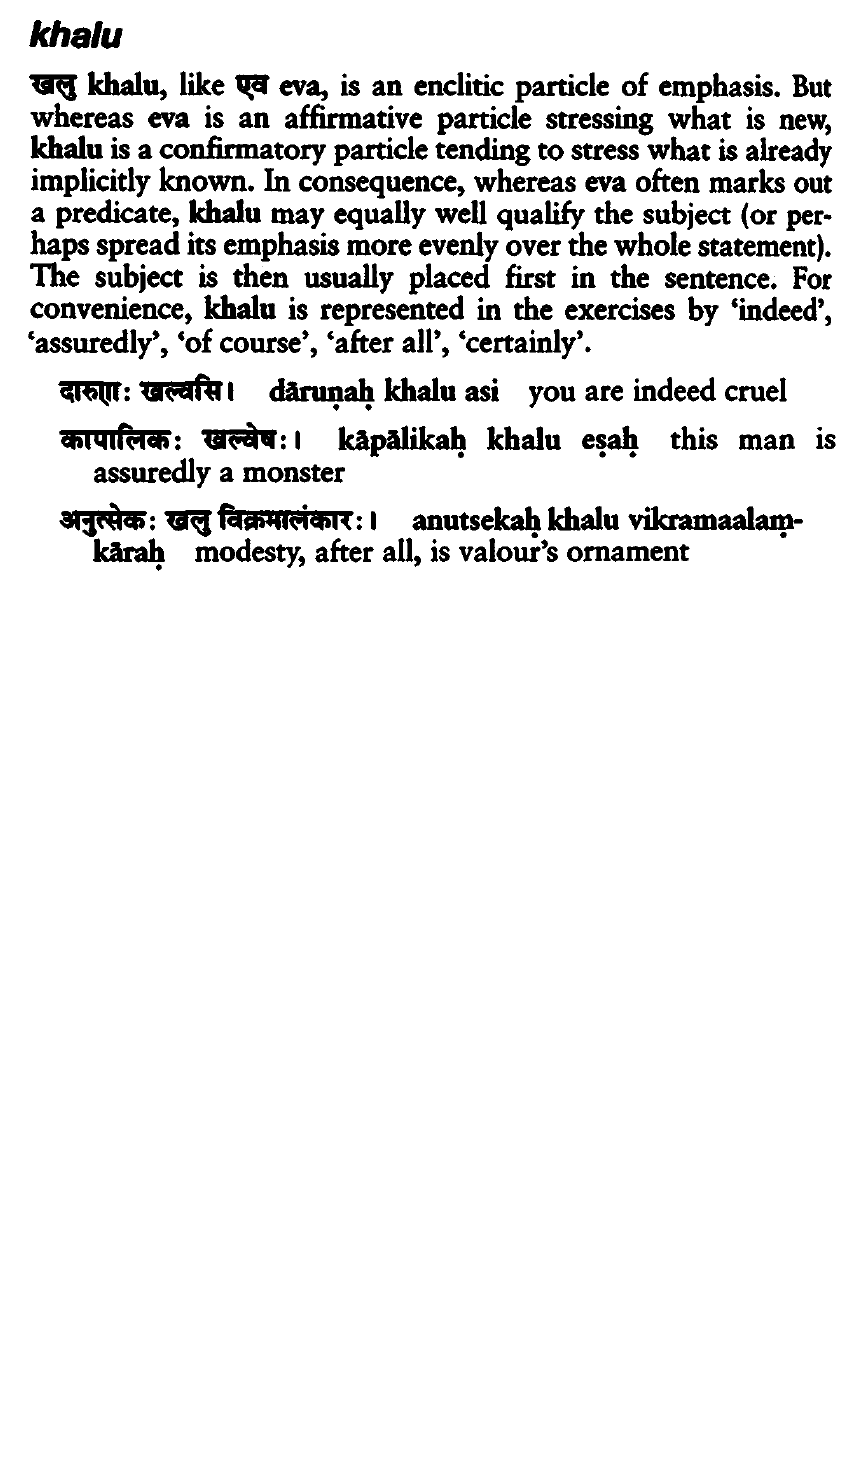 khalu
खलु khalu, like एव eva, is an enclitic particle of emphasis. But
whereas eva is an affirmative particle stressing what is new,
khalu is a confirmatory particle tending to stress what is already
implicitly known. In consequence, whereas eva often marks out
a predicate, khalu may equally well qualify the subject (or per-
haps spread its emphasis more evenly over the whole statement).
The subject is then usually placed first in the sentence. For
convenience, khalu is represented in the exercises by ‘indeed’,
‘assuredly’, ‘of course’, ‘after all’, ‘certainly’.
दारुणः खल्वसि। dāruṇaḥ khalu asi you are indeed cruel
कापालिकः खल्वेषः। kāpālikaḥ khalu eṣaḥ this man is
assuredly a monster
अनुत्सेकः खलु विक्रमालंकारः। anutsekaḥ khalu vikramaalaṃ-
kāraḥ modesty, after all, is valour’s ornament